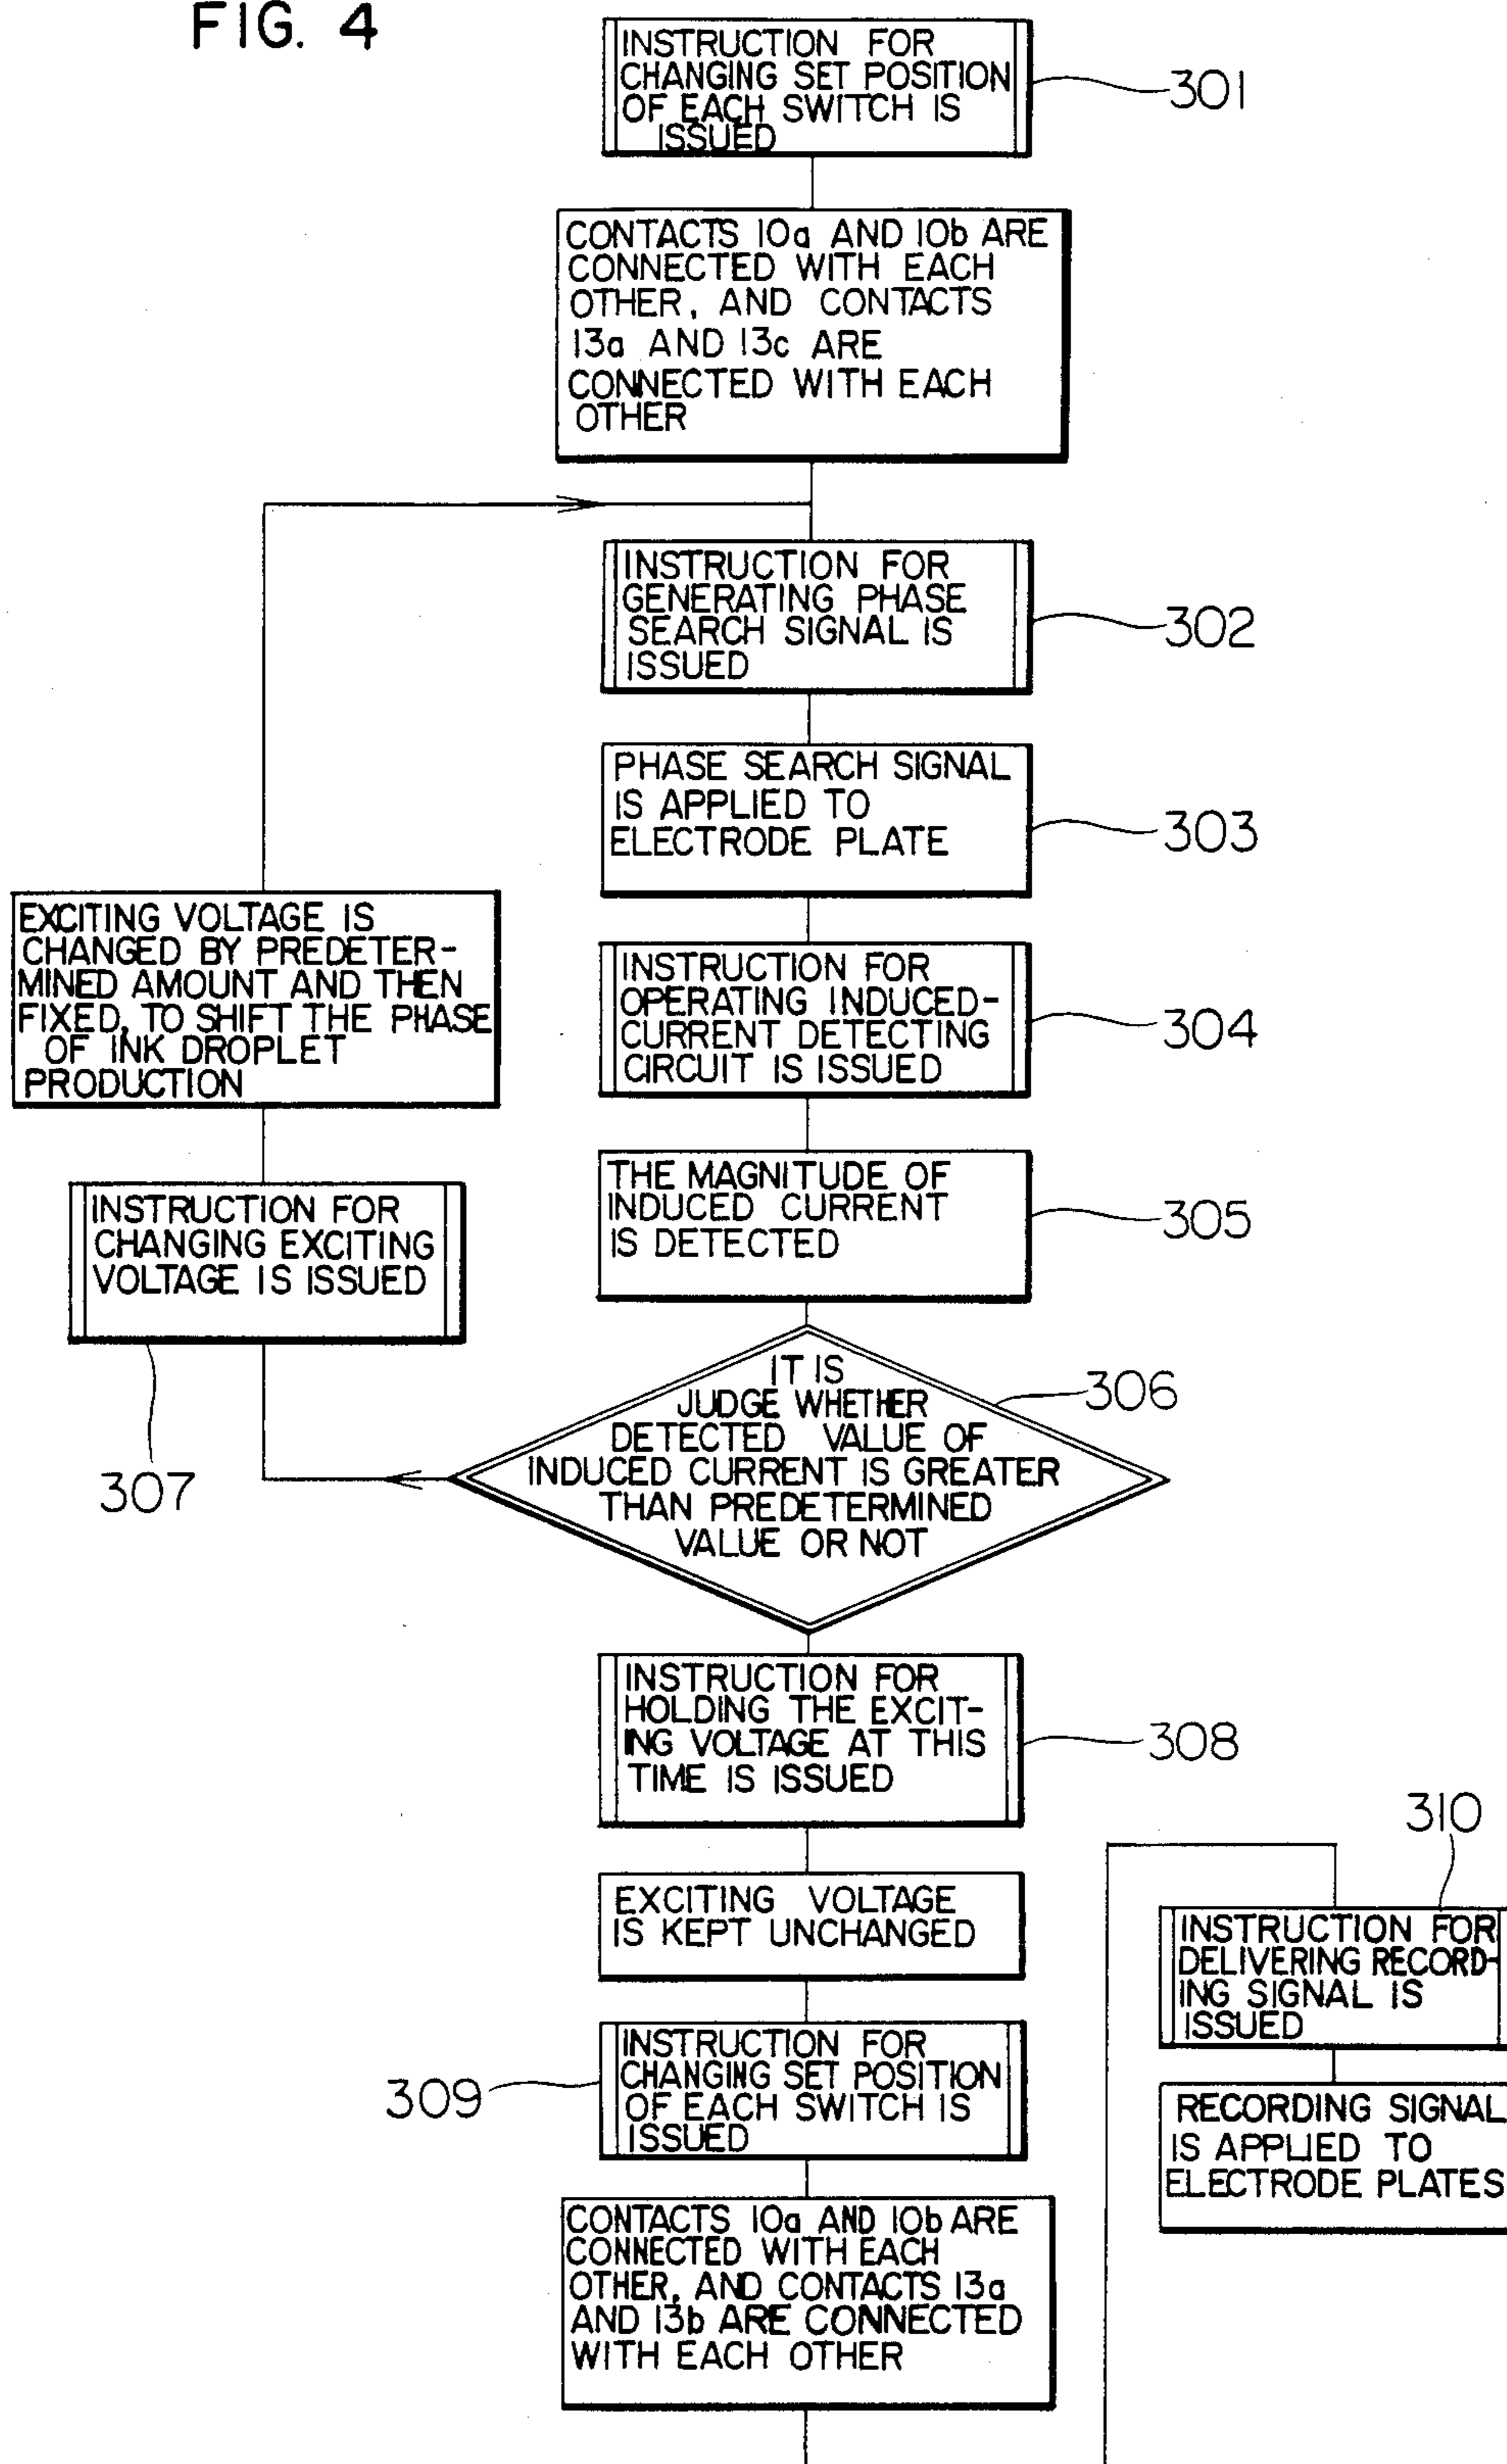 FIG. 4
INSTRUCTION FOR
CHANGING SET POSITION
OF EACH SWITCH IS
ISSUED
301
CONTACTS 10a AND 10b ARE
CONNECTED WITH EACH
OTHER, AND CONTACTS
13a AND 13c ARE
CONNECTED WITH EACH
OTHER
INSTRUCTION FOR
GENERATING PHASE
SEARCH SIGNAL IS
ISSUED
302
PHASE SEARCH SIGNAL
IS APPLIED TO
ELECTRODE PLATE
303
EXCITING VOLTAGE IS
CHANGED BY PREDETER-
MINED AMOUNT AND THEN
FIXED, TO SHIFT THE PHASE
OF INK DROPLET
PRODUCTION
INSTRUCTION FOR
OPERATING INDUCED-
CURRENT DETECTING
CIRCUIT IS ISSUED
304
INSTRUCTION FOR
CHANGING EXCITING
VOLTAGE IS ISSUED
307
THE MAGNITUDE OF
INDUCED CURRENT
IS DETECTED
305
IT IS
JUDGE WHETHER
DETECTED VALUE OF
INDUCED CURRENT IS GREATER
THAN PREDETERMINED
VALUE OR NOT
306
INSTRUCTION FOR
HOLDING THE EXCIT-
ING VOLTAGE AT THIS
TIME IS ISSUED
308
EXCITING VOLTAGE
IS KEPT UNCHANGED
INSTRUCTION FOR
CHANGING SET POSITION
OF EACH SWITCH IS
ISSUED
309
CONTACTS 10a AND 10b ARE
CONNECTED WITH EACH
OTHER, AND CONTACTS 13a
AND 13b ARE CONNECTED
WITH EACH OTHER
310
INSTRUCTION FOR
DELIVERING RECORD-
ING SIGNAL IS
ISSUED
RECORDING SIGNAL
IS APPLIED TO
ELECTRODE PLATES